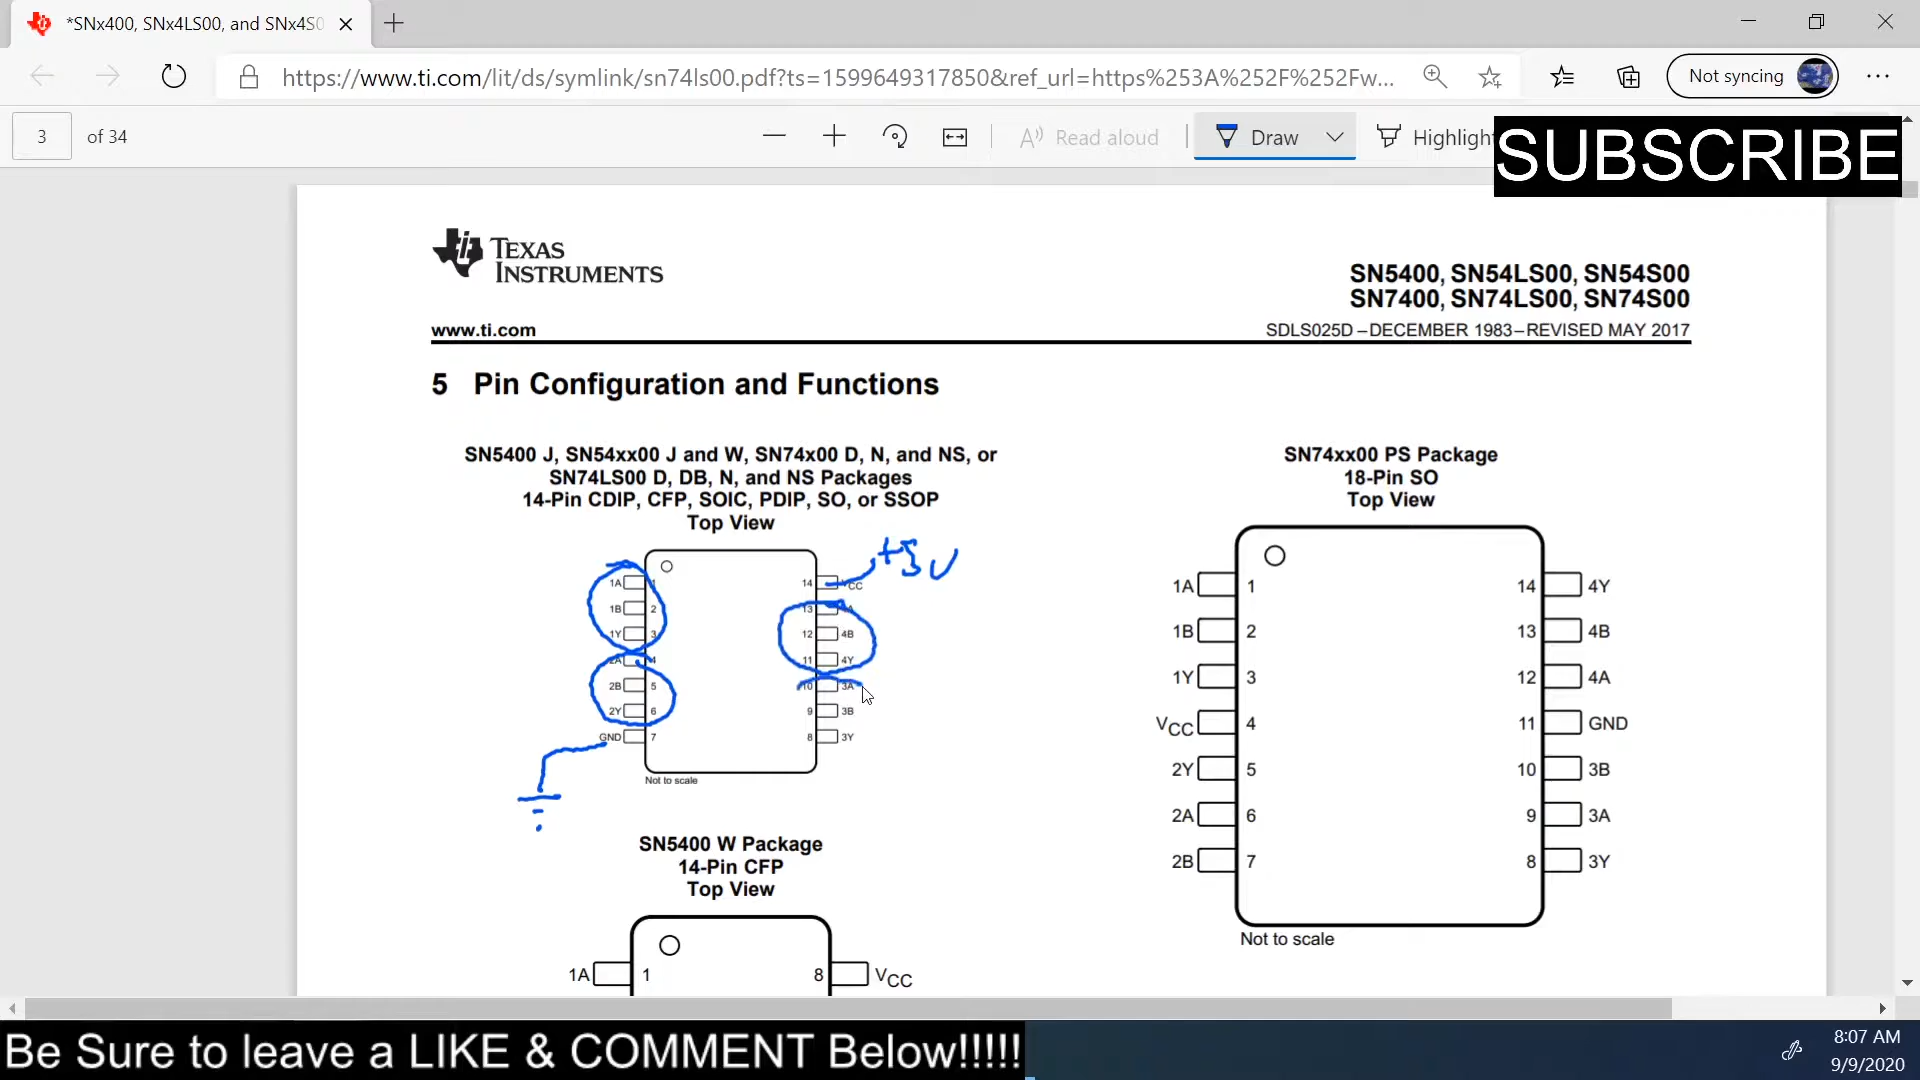 *SNx400, SNx4LS00, and SNx4S0
https://www.ti.com/lit/ds/symlink/sn74ls00.pdf?ts=1599649317850&ref_url=https%253A%252F%252Fw...
Not syncing
3 of 34
Read aloud
Draw
Highlight
SUBSCRIBE
TEXAS
INSTRUMENTS
SN5400, SN54LS00, SN54S00
SN7400, SN74LS00, SN74S00
www.ti.com
SDLS025D – DECEMBER 1983 – REVISED MAY 2017
5 Pin Configuration and Functions
SN5400 J, SN54xx00 J and W, SN74x00 D, N, and NS, or
SN74LS00 D, DB, N, and NS Packages
14-Pin CDIP, CFP, SOIC, PDIP, SO, or SSOP
Top View
+5V
1A 1 14 VCC
1B 2 13
1Y 3 12 4B
2A 4 11 4Y
2B 5 10 3A
2Y 6 9 3B
GND 7 8 3Y
Not to scale
SN74xx00 PS Package
18-Pin SO
Top View
1A 1 14 4Y
1B 2 13 4B
1Y 3 12 4A
VCC 4 11 GND
2Y 5 10 3B
2A 6 9 3A
2B 7 8 3Y
Not to scale
SN5400 W Package
14-Pin CFP
Top View
1A 1 8 VCC
Be Sure to leave a LIKE & COMMENT Below!!!!!
8:07 AM
9/9/2020